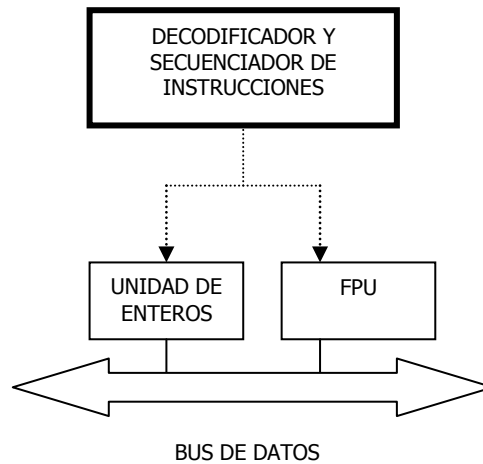 DECODIFICADOR Y
SECUENCIADOR DE
INSTRUCCIONES
UNIDAD DE
ENTEROS
FPU
BUS DE DATOS